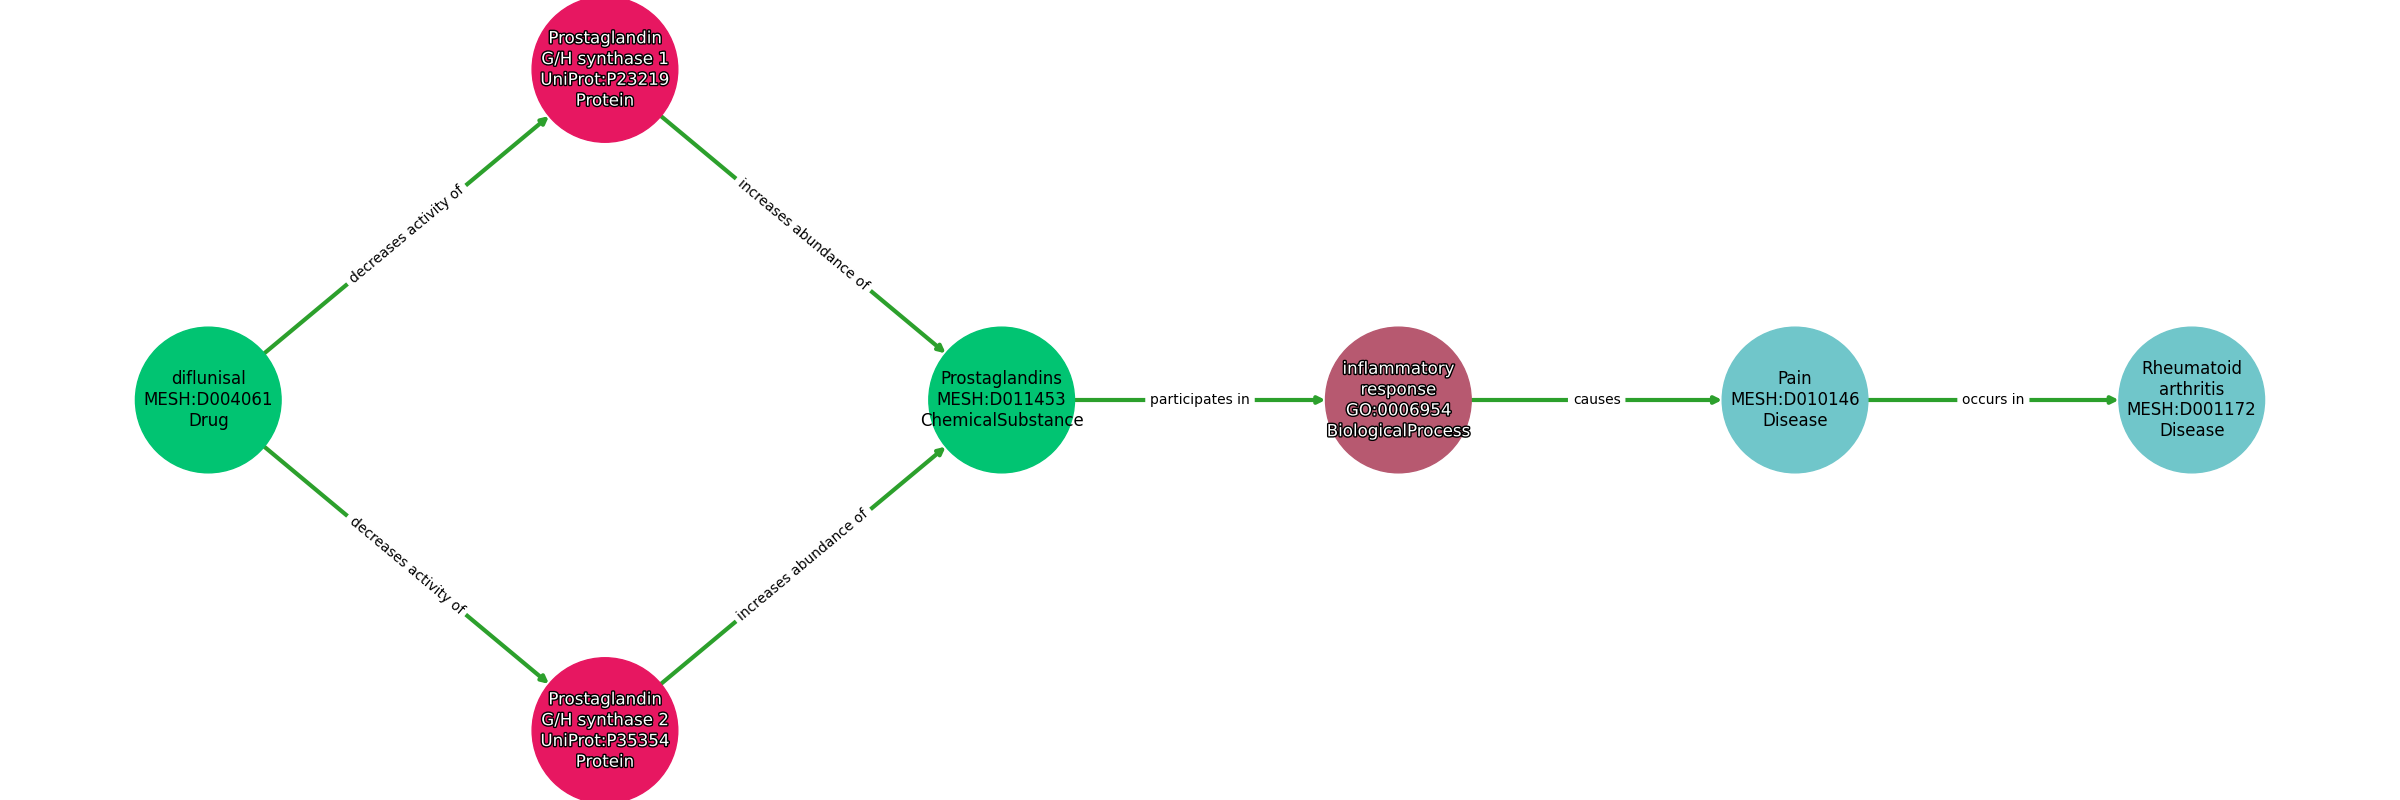 Prostaglandin
G/H synthase 1
UniProt:P23219
Protein
decreases activity of
increases abundance of
diflunisal
MESH:D004061
Drug
Prostaglandins
MESH:D011453
ChemicalSubstance
participates in
inflammatory
response
GO:0006954
BiologicalProcess
causes
Pain
MESH:D010146
Disease
occurs in
Rheumatoid
arthritis
MESH:D001172
Disease
decreases activity of
increases abundance of
Prostaglandin
G/H synthase 2
UniProt:P35354
Protein